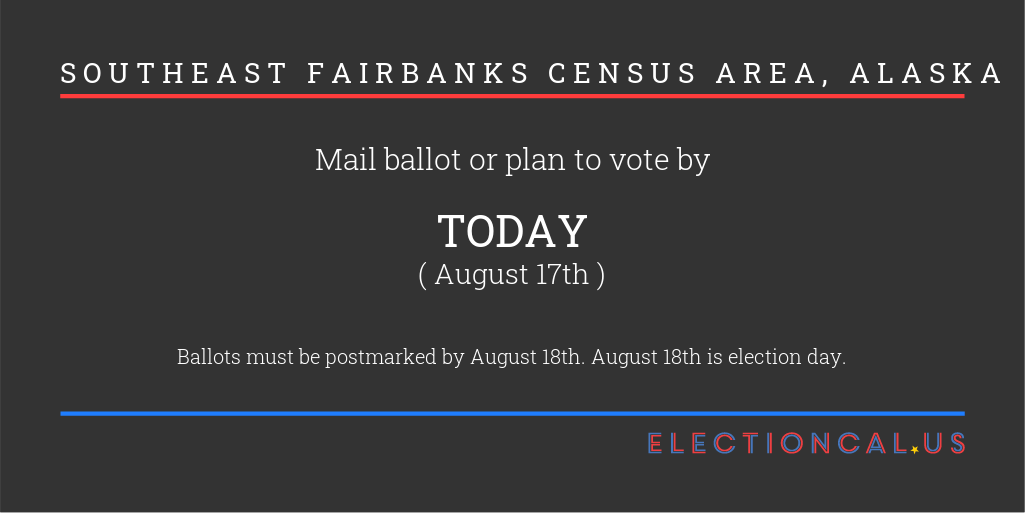 SOUTHEAST FAIRBANKS CENSUS AREA, ALASKA
Mail ballot or plan to vote by
TODAY
( August 17th )
Ballots must be postmarked by August 18th. August 18th is election day.
ELECTIONCAL.US